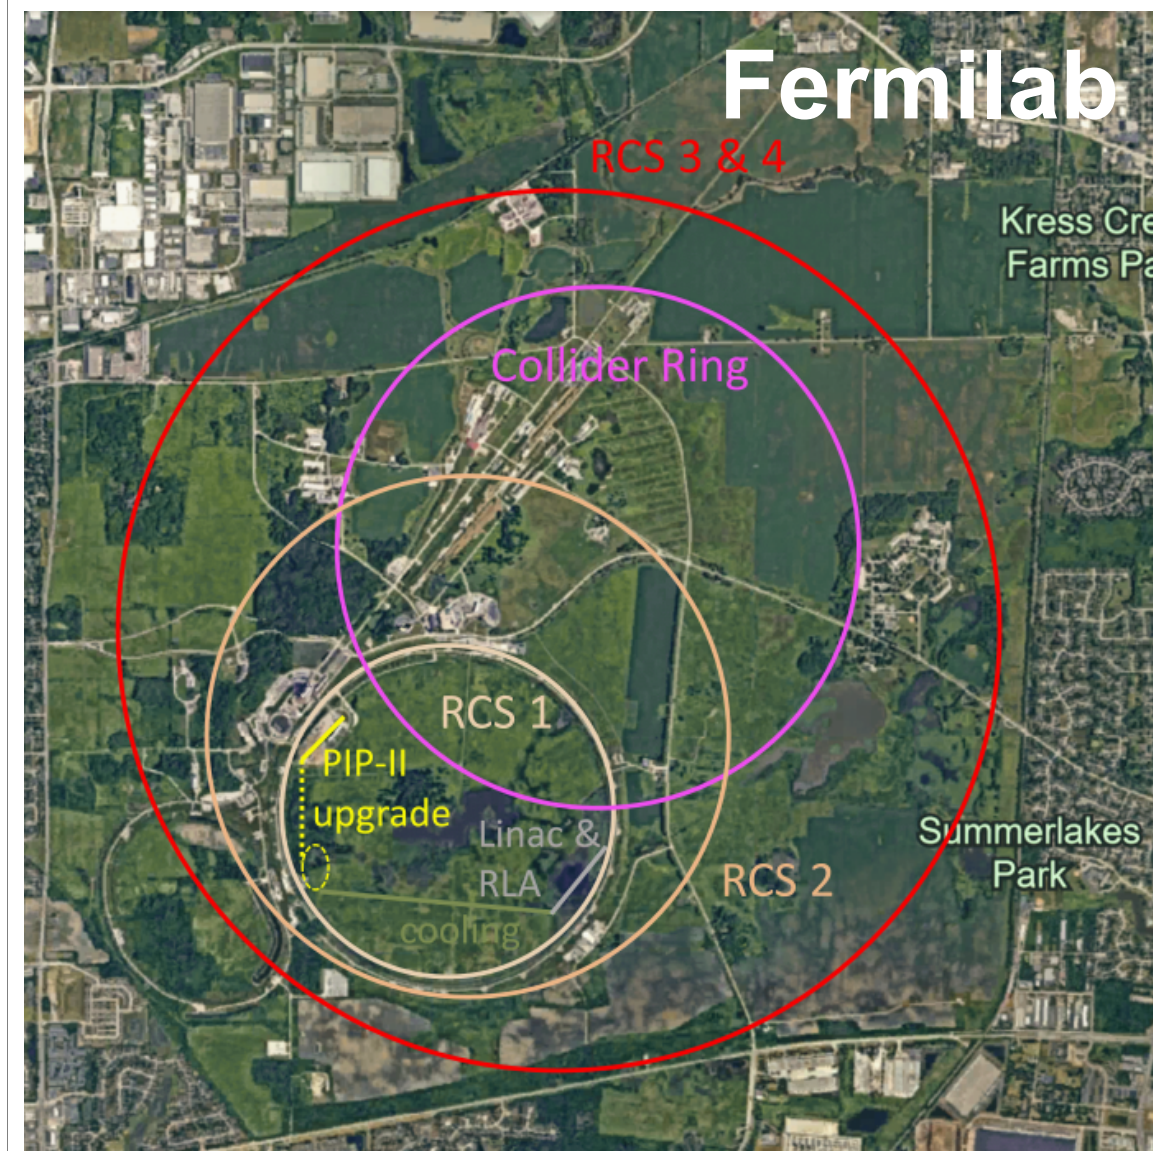 Fermilab
RCS 3 & 4
Kress Cre
Farms Pa
Collider Ring
RCS 1
PIP-II
upgrade
Linac &
RLA
Summerlakes
Park
RCS 2
cooling